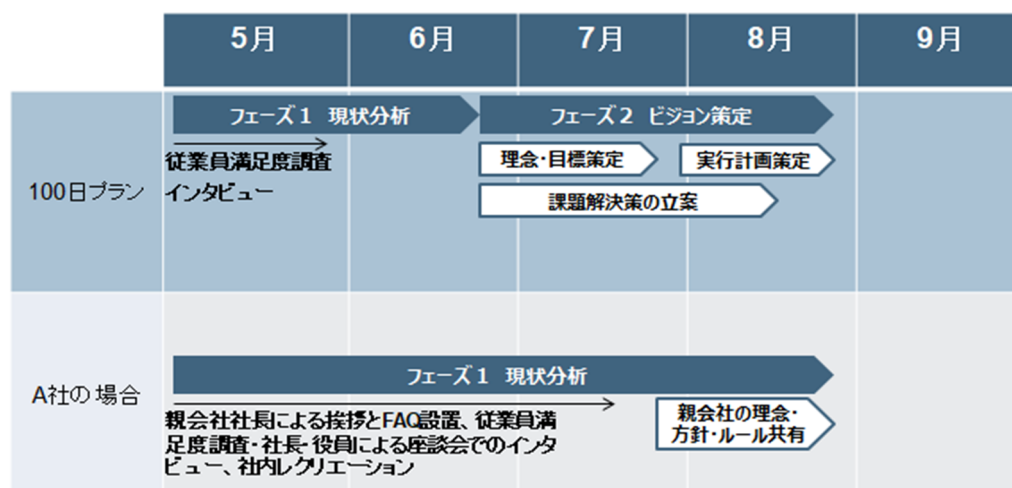 5月 6月 7月 8月 9月
100日プラン
フェーズ1 現状分析
フェーズ2 ビジョン策定
従業員満足度調査
インタビュー
理念・目標策定
実行計画策定
課題解決策の立案
A社の場合
フェーズ1 現状分析
親会社社長による挨拶とFAQ設置、従業員満
足度調査・社長・役員による座談会でのインタ
ビュー、社内レクリエーション
親会社の理念・
方針・ルール共有